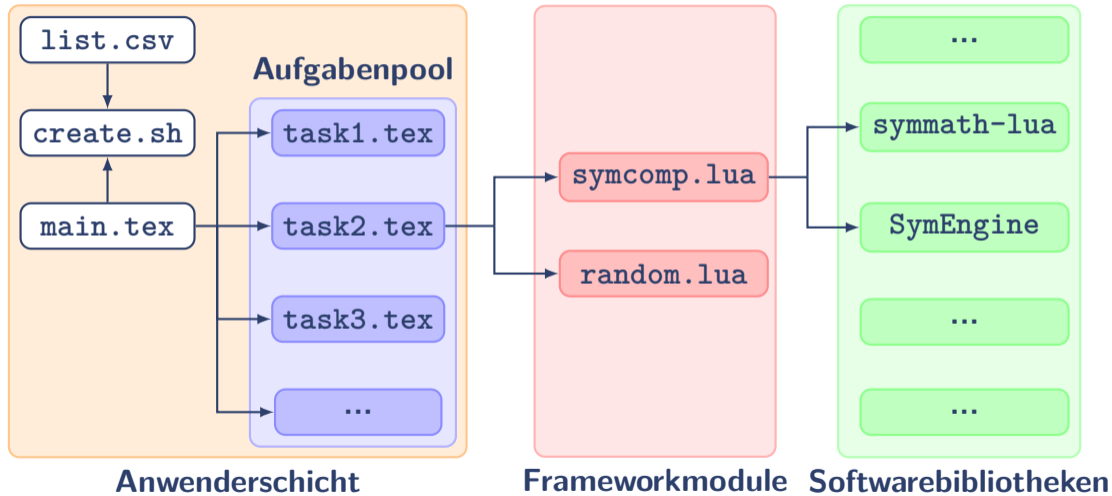 list.csv
create.sh
main.tex
Aufgabenpool
task1.tex
task2.tex
task3.tex
...
Anwenderschicht
symcomp.lua
random.lua
Frameworkmodule
...
symmath-lua
SymEngine
...
...
Softwarebibliotheken